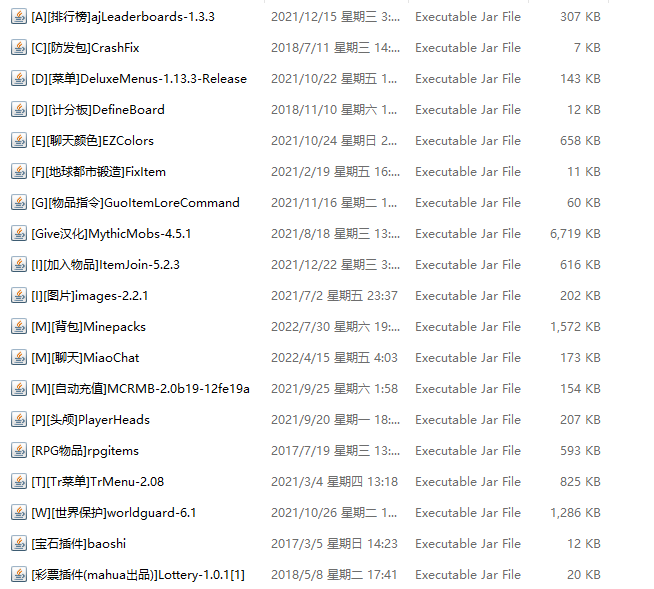 [A][排行榜]ajLeaderboards-1.3.3 2021/12/15 星期三 3:... Executable Jar File 307 KB
[C][防发包]CrashFix 2018/7/11 星期三 14:... Executable Jar File 7 KB
[D][菜单]DeluxeMenus-1.13.3-Release 2021/10/22 星期五 1... Executable Jar File 143 KB
[D][计分板]DefineBoard 2018/11/10 星期六 1... Executable Jar File 12 KB
[E][聊天颜色]EZColors 2021/10/24 星期日 2... Executable Jar File 658 KB
[F][地球都市锻造]FixItem 2021/2/19 星期五 16:... Executable Jar File 11 KB
[G][物品指令]GuoItemLoreCommand 2021/11/16 星期二 1... Executable Jar File 60 KB
[Give汉化]MythicMobs-4.5.1 2021/8/18 星期三 13:... Executable Jar File 6,719 KB
[I][加入物品]ItemJoin-5.2.3 2021/12/22 星期三 3:... Executable Jar File 616 KB
[I][图片]images-2.2.1 2021/7/2 星期五 23:37 Executable Jar File 202 KB
[M][背包]Minepacks 2022/7/30 星期六 19:... Executable Jar File 1,572 KB
[M][聊天]MiaoChat 2022/4/15 星期五 4:03 Executable Jar File 173 KB
[M][自动充值]MCRMB-2.0b19-12fe19a 2021/9/25 星期六 1:58 Executable Jar File 154 KB
[P][头颅]PlayerHeads 2021/9/20 星期一 18:... Executable Jar File 207 KB
[RPG物品]rpgitems 2017/7/19 星期三 13:... Executable Jar File 593 KB
[T][Tr菜单]TrMenu-2.08 2021/3/4 星期四 13:18 Executable Jar File 825 KB
[W][世界保护]worldguard-6.1 2021/10/26 星期二 1... Executable Jar File 1,286 KB
[宝石插件]baoshi 2017/3/5 星期日 14:23 Executable Jar File 12 KB
[彩票插件(mahua出品)]Lottery-1.0.1[1] 2018/5/8 星期二 17:41 Executable Jar File 20 KB